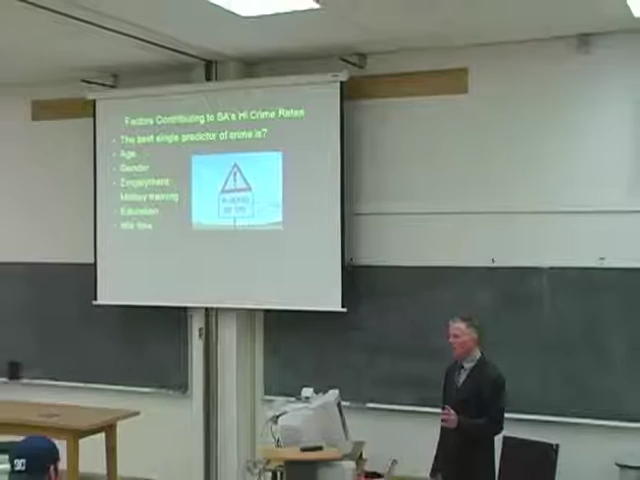 Factors Contributing to SA's Hi Crime Rates
The best single predictor of crime is?
Age
Gender
Employment
Military training
Education